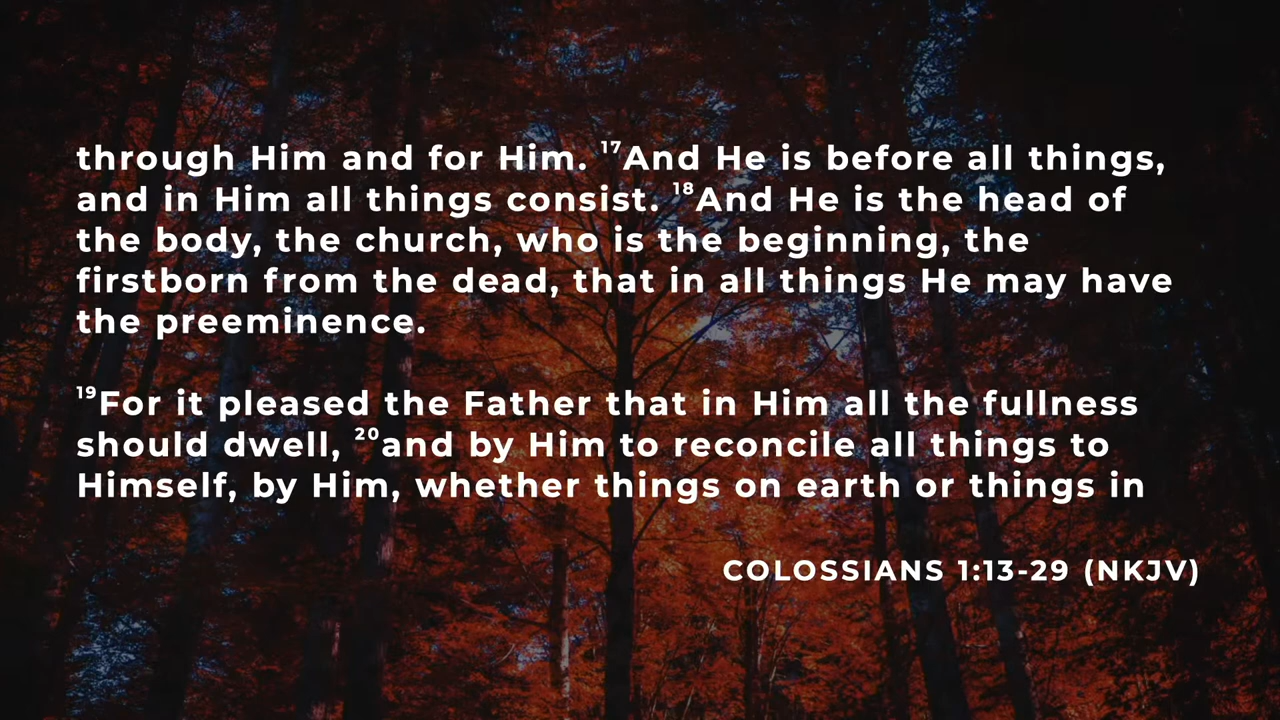 through Him and for Him. ¹⁷And He is before all things,
and in Him all things consist. ¹⁸And He is the head of
the body, the church, who is the beginning, the
firstborn from the dead, that in all things He may have
the preeminence.
¹⁹For it pleased the Father that in Him all the fullness
should dwell, ²⁰and by Him to reconcile all things to
Himself, by Him, whether things on earth or things in
COLOSSIANS 1:13-29 (NKJV)